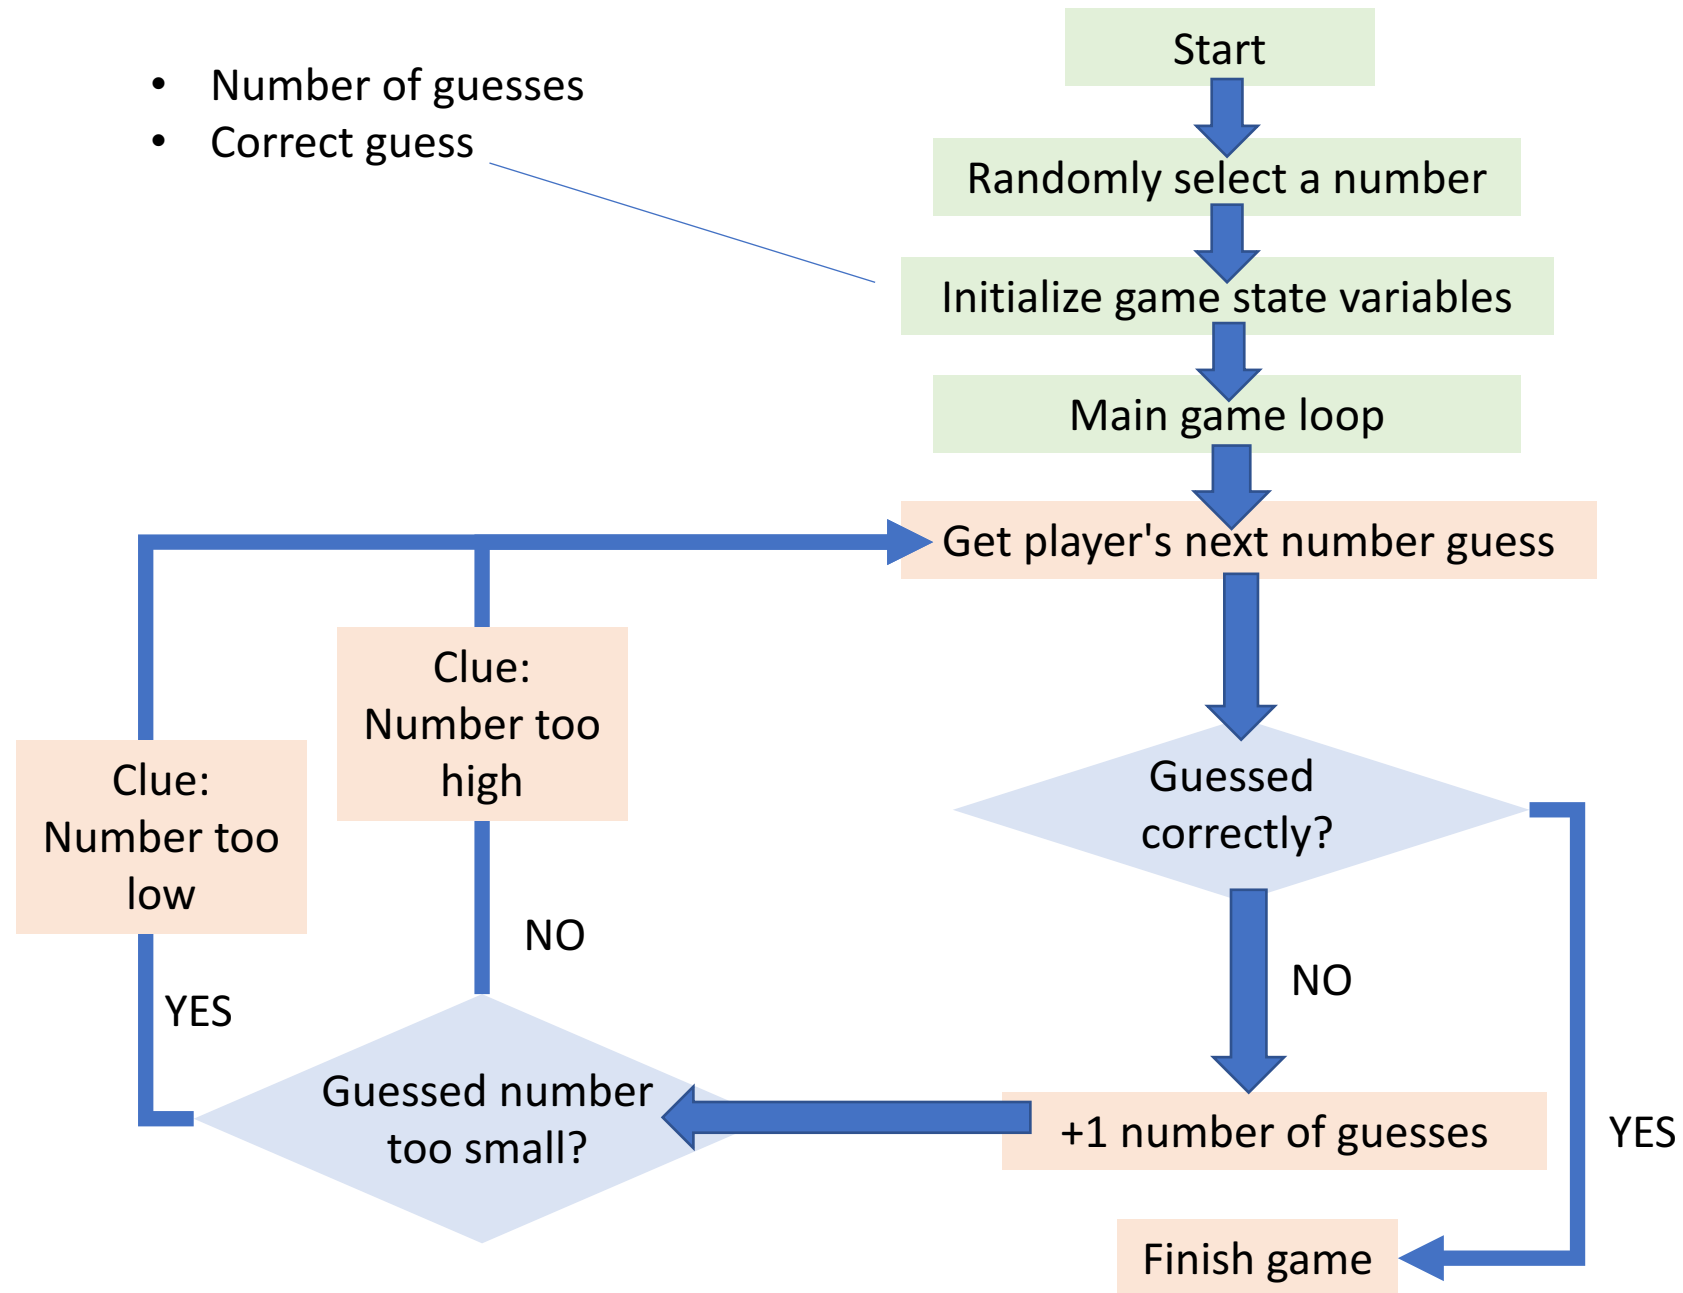 • Number of guesses
• Correct guess
Start
Randomly select a number
Initialize game state variables
Main game loop
Get player's next number guess
Clue:
Number too
high
Clue:
Number too
low
Guessed
correctly?
NO
NO
YES
Guessed number
too small?
+1 number of guesses
YES
Finish game